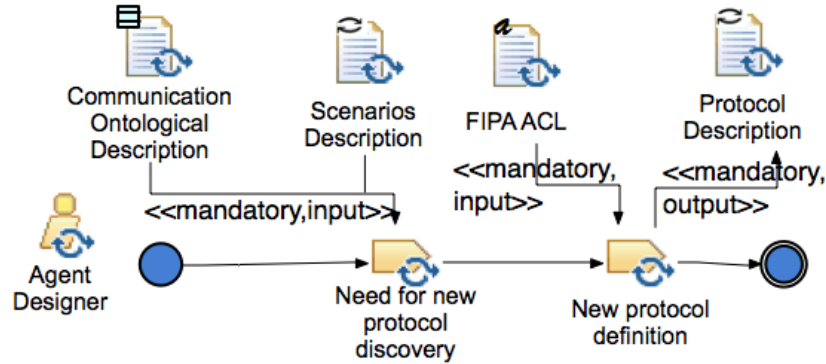 a
Communication
Ontological
Description
Scenarios
Description
FIPA ACL
Protocol
Description
<<mandatory,input>>
<<mandatory,
input>>
<<mandatory,
output>>
Agent
Designer
Need for new
protocol
discovery
New protocol
definition